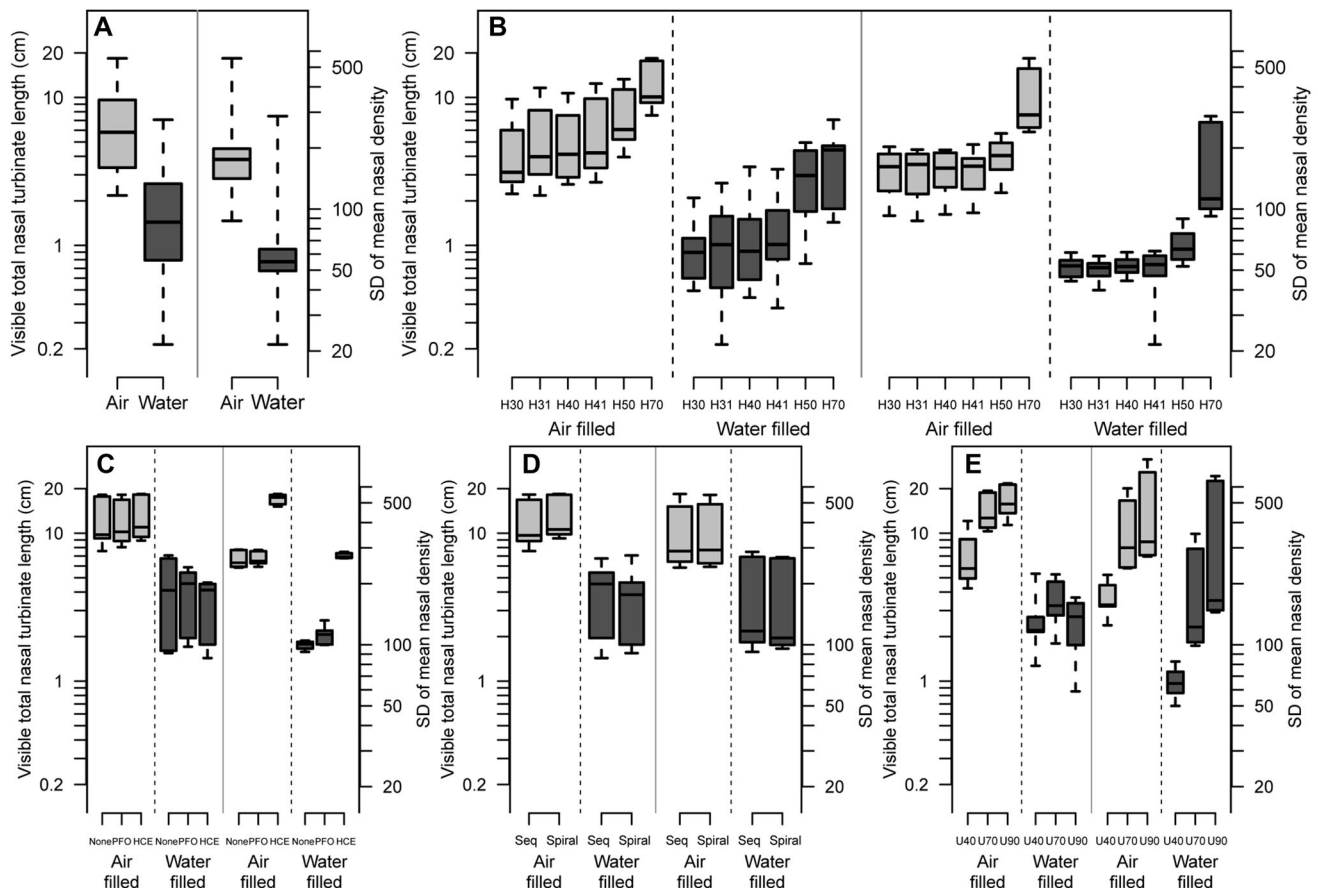 A
Visible total nasal turbinate length (cm)
20
10
1
0.2
500
100
50
20
SD of mean nasal density
Air Water Air Water
B
Visible total nasal turbinate length (cm)
20
10
1
0.2
500
100
50
20
SD of mean nasal density
H30 H31 H40 H41 H50 H70 H30 H31 H40 H41 H50 H70 H30 H31 H40 H41 H50 H70 H30 H31 H40 H41 H50 H70
Air filled Water filled Air filled Water filled
C
Visible total nasal turbinate length (cm)
20
10
1
0.2
500
100
50
20
SD of mean nasal density
None PFO HCE None PFO HCE None PFO HCE None PFO HCE
Air Water Air Water
filled filled filled filled
D
Visible total nasal turbinate length (cm)
20
10
1
0.2
500
100
50
20
SD of mean nasal density
Seq Spiral Seq Spiral Seq Spiral Seq Spiral
Air Water Air Water
filled filled filled filled
E
Visible total nasal turbinate length (cm)
20
10
1
0.2
500
100
50
20
SD of mean nasal density
U40 U70 U90 U40 U70 U90 U40 U70 U90 U40 U70 U90
Air Water Air Water
filled filled filled filled